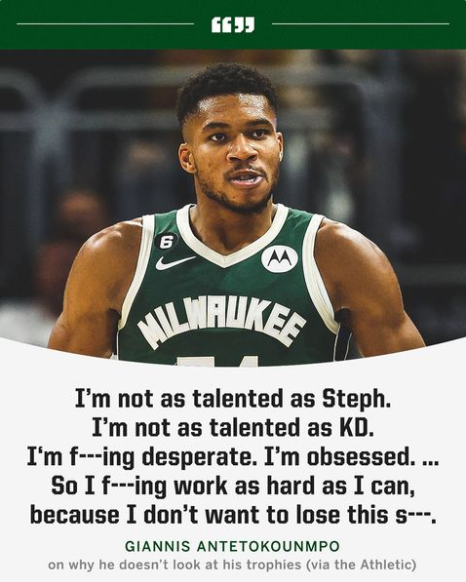 6
MILWAUKEE
I'm not as talented as Steph.
I'm not as talented as KD.
I'm f---ing desperate. I'm obsessed. ...
So I f---ing work as hard as I can,
because I don't want to lose this s---.
GIANNIS ANTETOKOUNMPO
on why he doesn't look at his trophies (via the Athletic)